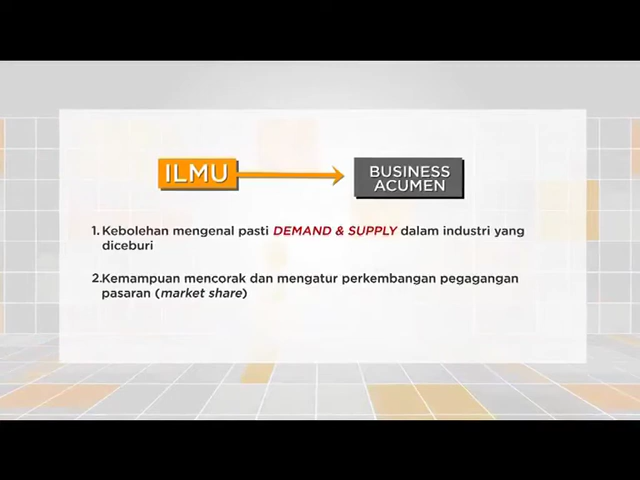 ILMU
BUSINESS
ACUMEN
1. Kebolehan mengenal pasti DEMAND & SUPPLY dalam industri yang
diceburi
2.Kemampuan mencorak dan mengatur perkembangan pegagangan
pasaran (market share)